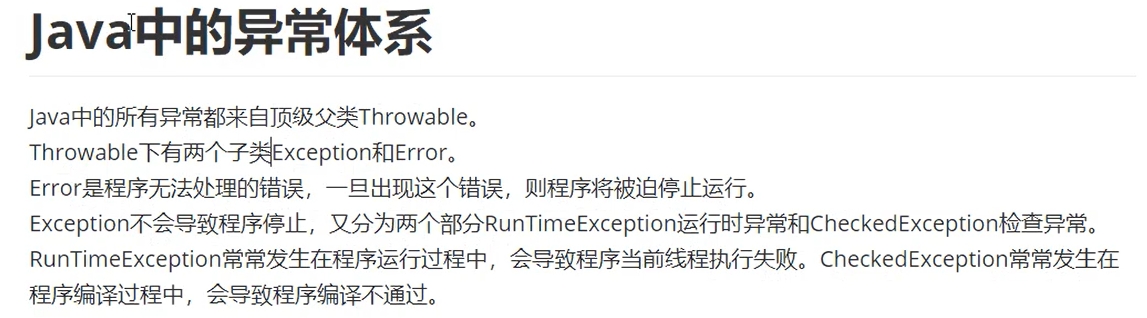 Java中的异常体系
Java中的所有异常都来自顶级父类Throwable。
Throwable下有两个子类Exception和Error。
Error是程序无法处理的错误，一旦出现这个错误，则程序将被迫停止运行。
Exception不会导致程序停止，又分为两个部分RunTimeException运行时异常和CheckedException检查异常。
RunTimeException常常发生在程序运行过程中，会导致程序当前线程执行失败。CheckedException常常发生在
程序编译过程中，会导致程序编译不通过。